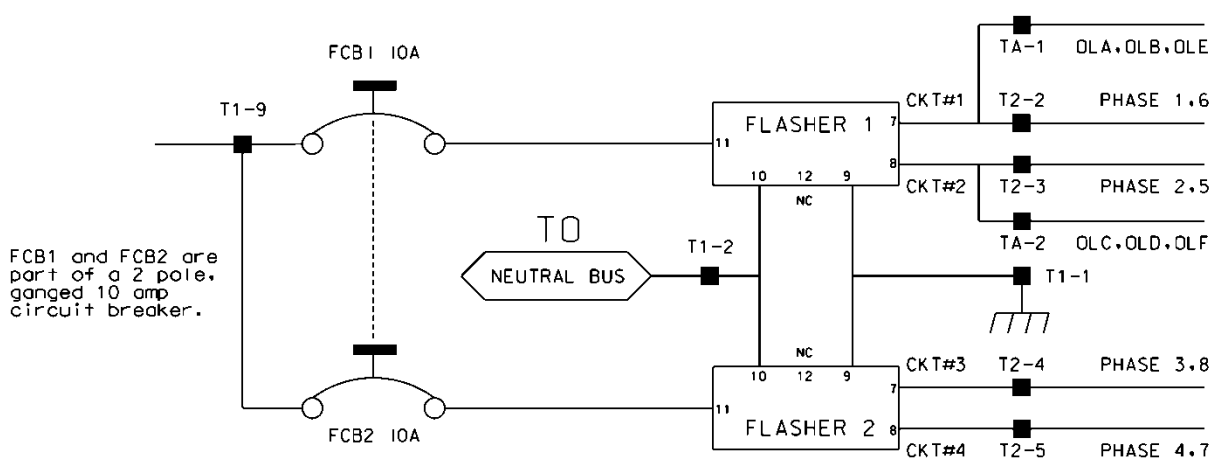 FCB1 10A
T1-9
CKT#1
TA-1
OLA,OLB,OLE
FLASHER 1
7
T2-2
PHASE 1,6
11
8
10
12
9
NC
CKT#2
T2-3
PHASE 2,5
TA-2
OLC,OLD,OLF
TO
NEUTRAL BUS
T1-2
T1-1
FCB1 and FCB2 are
part of a 2 pole,
ganged 10 amp
circuit breaker.
FCB2 10A
NC
10
12
9
11
FLASHER 2
7
CKT#3
T2-4
PHASE 3,8
8
CKT#4
T2-5
PHASE 4,7